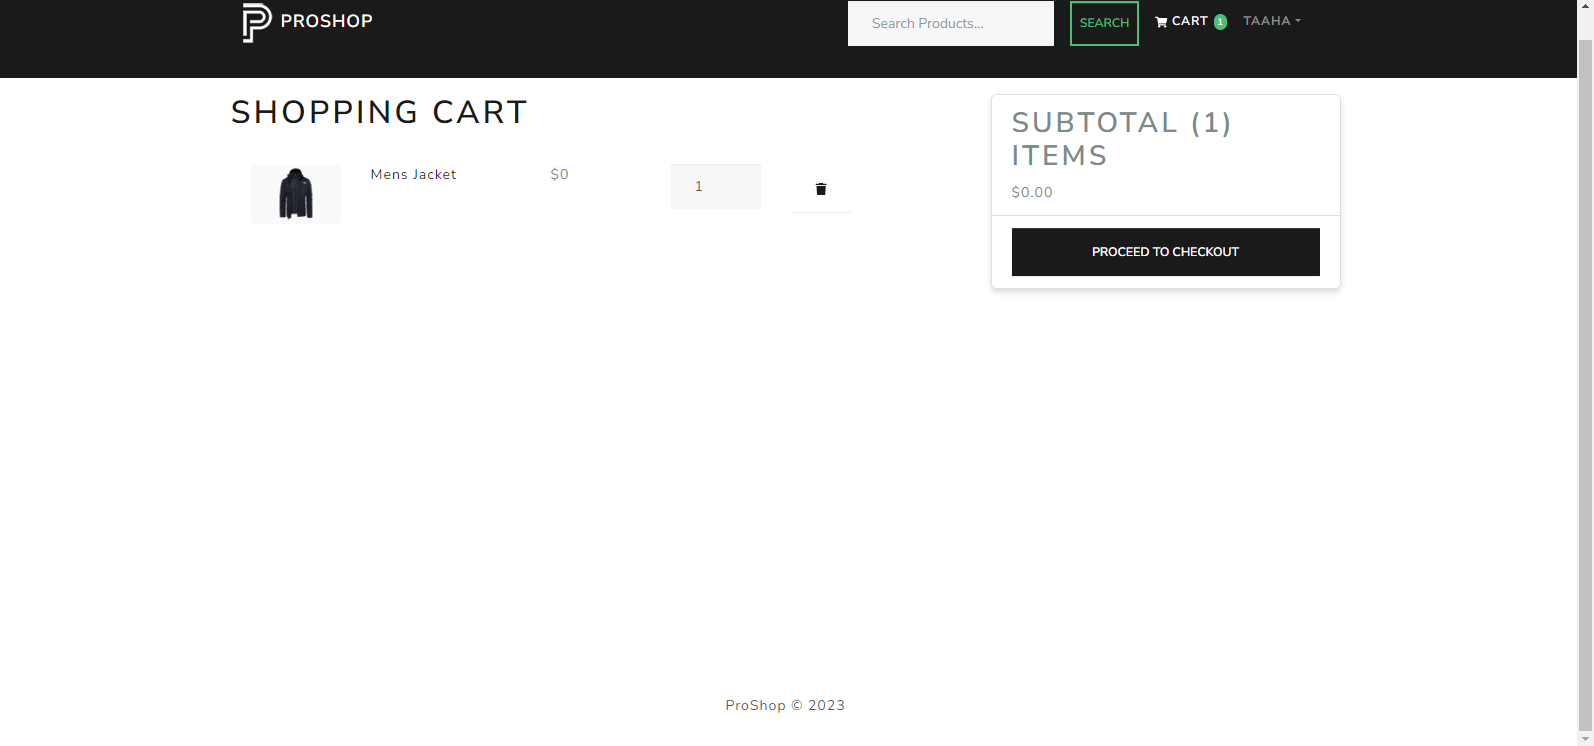 PROSHOP
Search Products...
SEARCH
CART 1
TAAHA
SHOPPING CART
Mens Jacket
$0
1
SUBTOTAL (1)
ITEMS
$0.00
PROCEED TO CHECKOUT
ProShop © 2023